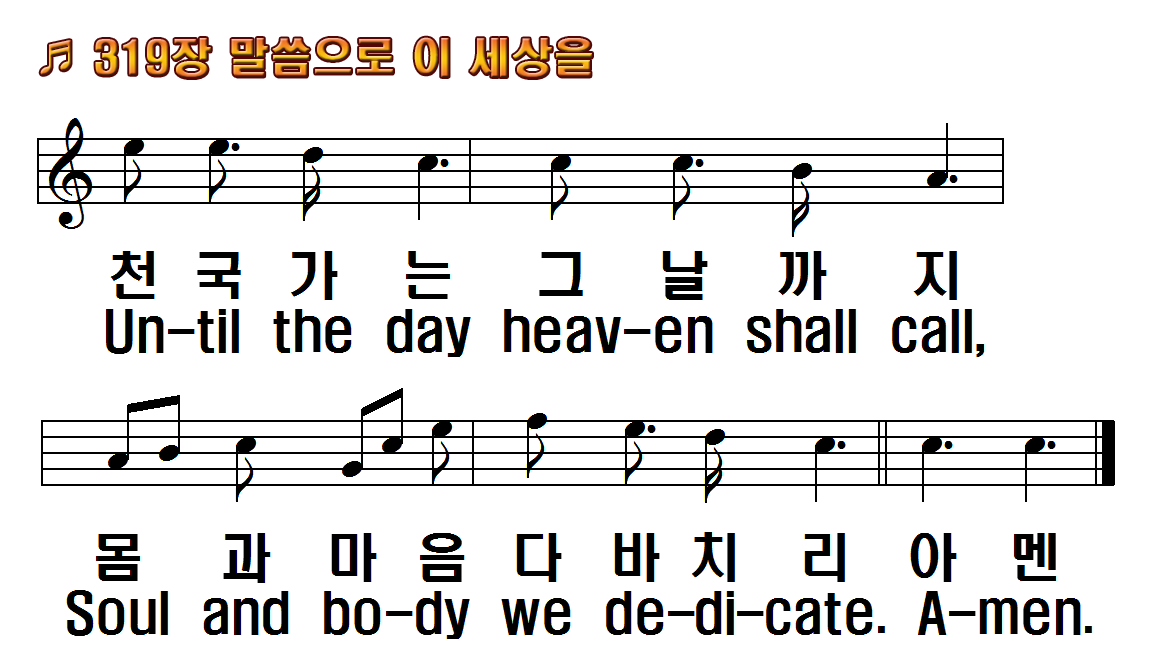 319장 말씀으로 이 세상을
천 국 가 는 그 날 까 지
Un-til the day heav-en shall call,
몸 과 마 음 다 바 치 리 아 멘
Soul and bo-dy we de-di-cate. A-men.